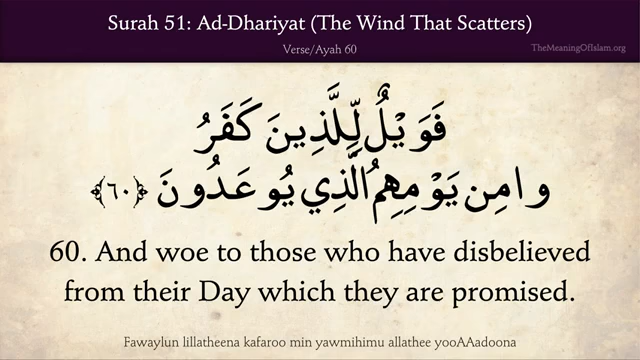 Surah 51: Ad-Dhariyat (The Wind That Scatters)
Verse/Ayah 60
TheMeaningOfIslam.org
فَوَيْلٌ لِّلَّذِينَ كَفَرُ
وا مِن يَوْمِهِمُ الَّذِي يُوعَدُونَ ﴿٦٠﴾
60. And woe to those who have disbelieved
from their Day which they are promised.
Fawaylun lillatheena kafaroo min yawmihimu allathee yooAAadoona